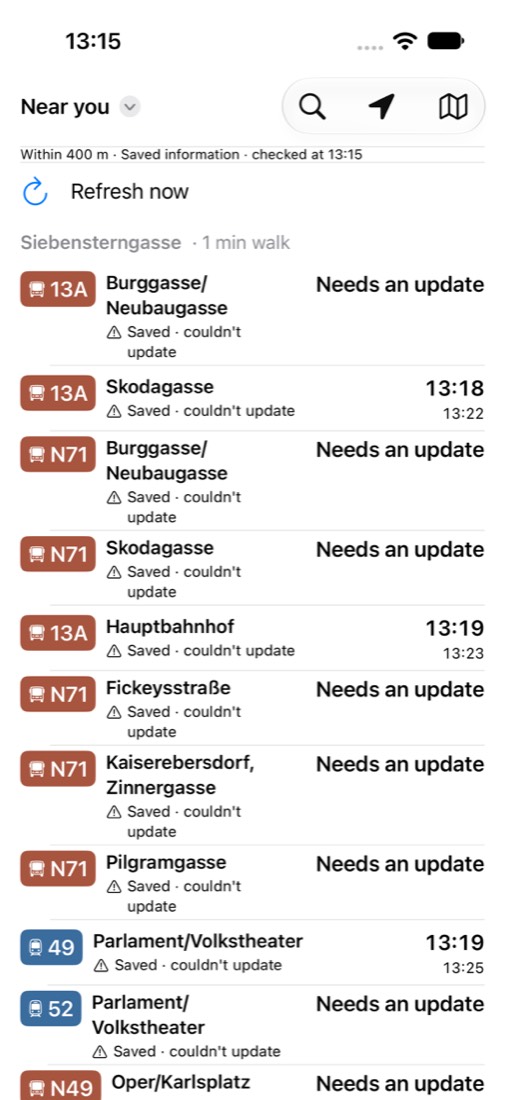 13:15
Near you
Within 400 m · Saved information · checked at 13:15
Refresh now
Siebensterngasse · 1 min walk
13A Burggasse/ Needs an update
Neubaugasse
Saved · couldn't
update
13A Skodagasse 13:18
Saved · couldn't update 13:22
N71 Burggasse/ Needs an update
Neubaugasse
Saved · couldn't
update
N71 Skodagasse Needs an update
Saved · couldn't
update
13A Hauptbahnhof 13:19
Saved · couldn't update 13:23
N71 Fickeysstraße Needs an update
Saved · couldn't
update
N71 Kaiserebersdorf, Needs an update
Zinnergasse
Saved · couldn't
update
N71 Pilgramgasse Needs an update
Saved · couldn't
update
49 Parlament/Volkstheater 13:19
Saved · couldn't update 13:25
52 Parlament/ Needs an update
Volkstheater
Saved · couldn't update
N49 Oper/Karlsplatz Needs an update